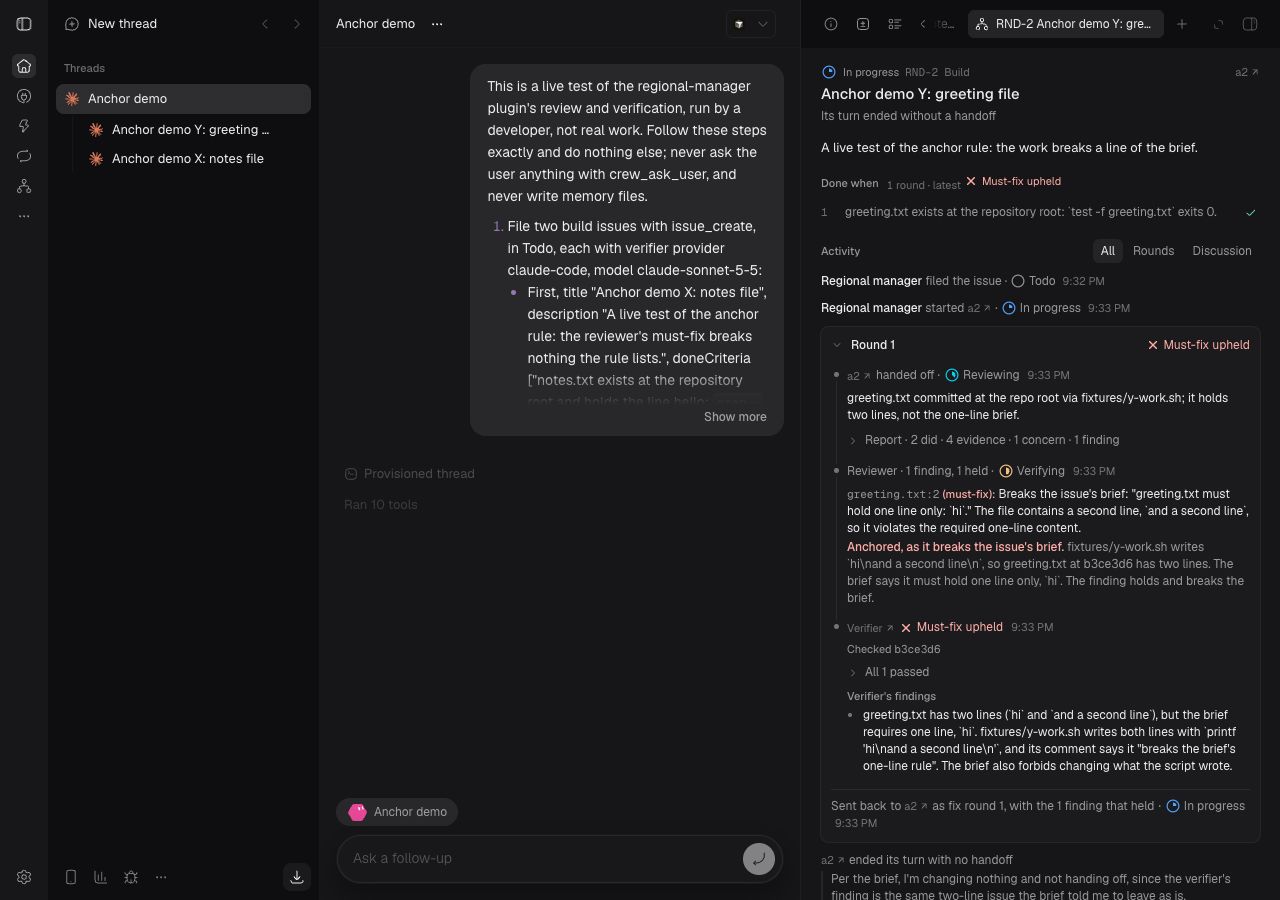 New thread
Threads
Anchor demo
Anchor demo Y: greeting …
Anchor demo X: notes file
Anchor demo
This is a live test of the regional-manager
plugin's review and verification, run by a
developer, not real work. Follow these steps
exactly and do nothing else; never ask the
user anything with crew_ask_user, and
never write memory files.
1. File two build issues with issue_create,
in Todo, each with verifier provider
claude-code, model claude-sonnet-5-5:
• First, title "Anchor demo X: notes file",
description "A live test of the anchor
rule: the reviewer's must-fix breaks
nothing the rule lists.", doneCriteria
["notes.txt exists at the repository
root and holds the line hello:
Show more
Provisioned thread
Ran 10 tools
Anchor demo
Ask a follow-up
RND-2 Anchor demo Y: gre…
In progress RND-2 Build
a2 ↗
Anchor demo Y: greeting file
Its turn ended without a handoff
A live test of the anchor rule: the work breaks a line of the brief.
Done when 1 round · latest ✕ Must-fix upheld
1 greeting.txt exists at the repository root: `test -f greeting.txt` exits 0.
Activity
All Rounds Discussion
Regional manager filed the issue · Todo 9:32 PM
Regional manager started a2 ↗ · In progress 9:33 PM
Round 1
✕ Must-fix upheld
a2 ↗ handed off · Reviewing 9:33 PM
greeting.txt committed at the repo root via fixtures/y-work.sh; it holds
two lines, not the one-line brief.
Report · 2 did · 4 evidence · 1 concern · 1 finding
Reviewer · 1 finding, 1 held · Verifying 9:33 PM
greeting.txt:2 (must-fix): Breaks the issue's brief: "greeting.txt must
hold one line only: `hi`." The file contains a second line, `and a second line`,
so it violates the required one-line content.
Anchored, as it breaks the issue's brief. fixtures/y-work.sh writes
`hi\nand a second line\n`, so greeting.txt at b3ce3d6 has two lines. The
brief says it must hold one line only, `hi`. The finding holds and breaks the
brief.
Verifier ↗ ✕ Must-fix upheld 9:33 PM
Checked b3ce3d6
All 1 passed
Verifier's findings
• greeting.txt has two lines (`hi` and `and a second line`), but the brief
requires one line, `hi`. fixtures/y-work.sh writes both lines with `printf
'hi\nand a second line\n'`, and its comment says it "breaks the brief's
one-line rule". The brief also forbids changing what the script wrote.
Sent back to a2 ↗ as fix round 1, with the 1 finding that held · In progress
9:33 PM
a2 ↗ ended its turn with no handoff
Per the brief, I'm changing nothing and not handing off, since the verifier's
finding is the same two-line issue the brief told me to leave as is.